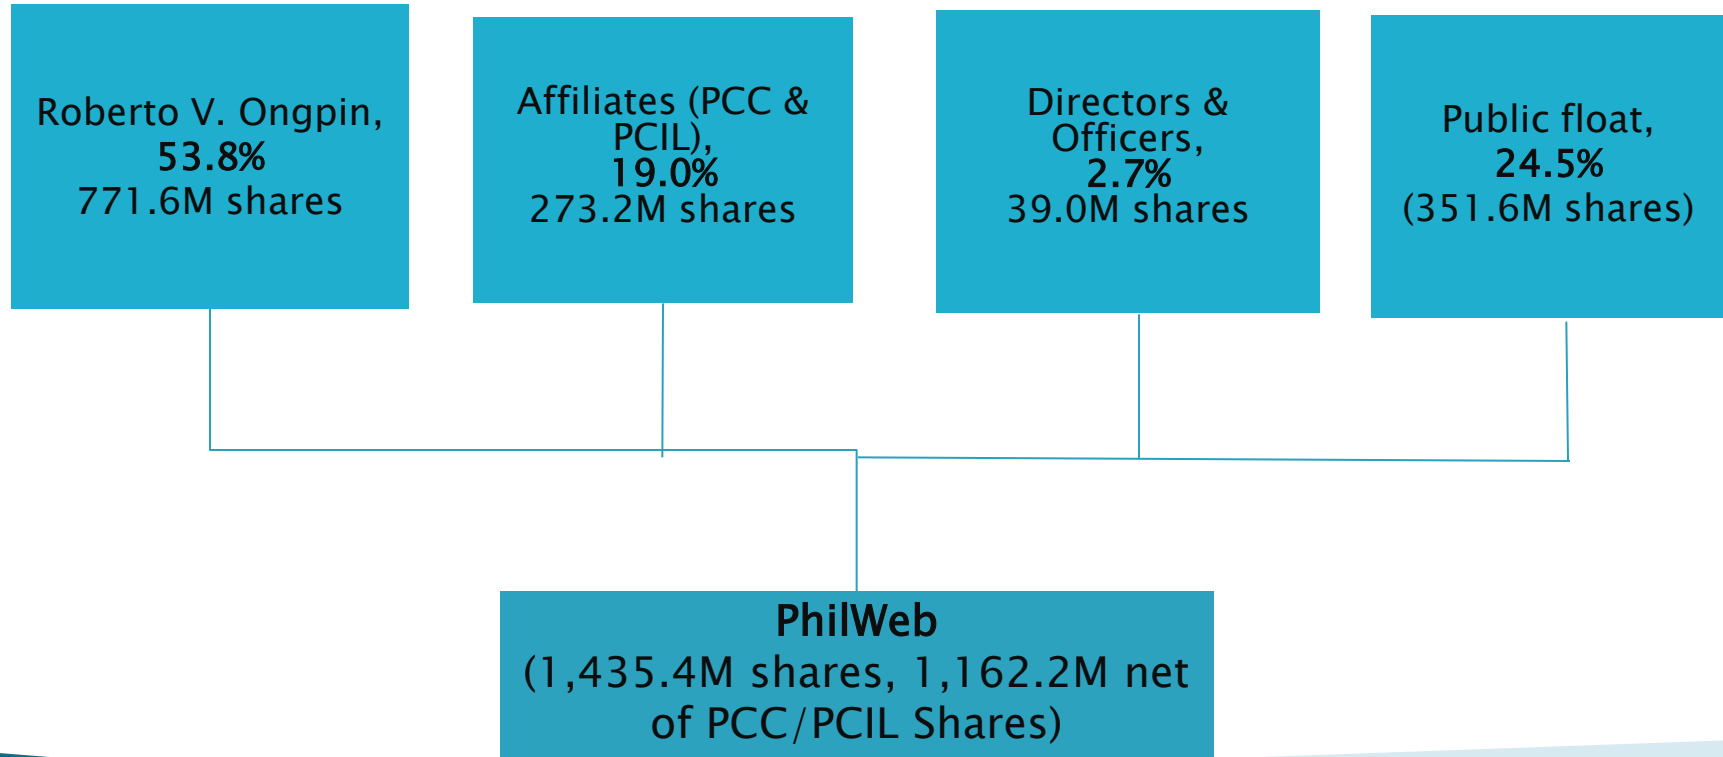 Roberto V. Ongpin,
53.8%
771.6M shares
Affiliates (PCC &
PCIL),
19.0%
273.2M shares
Directors &
Officers,
2.7%
39.0M shares
Public float,
24.5%
(351.6M shares)
PhilWeb
(1,435.4M shares, 1,162.2M net
of PCC/PCIL Shares)